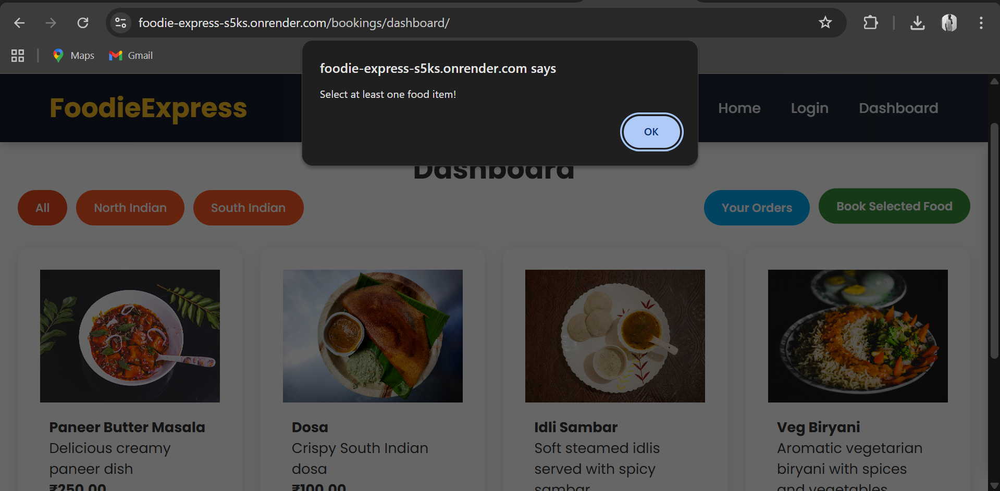 foodie-express-s5ks.onrender.com/bookings/dashboard/
Maps Gmail
foodie-express-s5ks.onrender.com says
Select at least one food item!
OK
FoodieExpress
Home Login Dashboard
Dashboard
All North Indian South Indian Your Orders Book Selected Food
Paneer Butter Masala
Delicious creamy
paneer dish
₹250.00
Dosa
Crispy South Indian
dosa
₹100.00
Idli Sambar
Soft steamed idlis
served with spicy
sambar
Veg Biryani
Aromatic vegetarian
biryani with spices
and vegetables